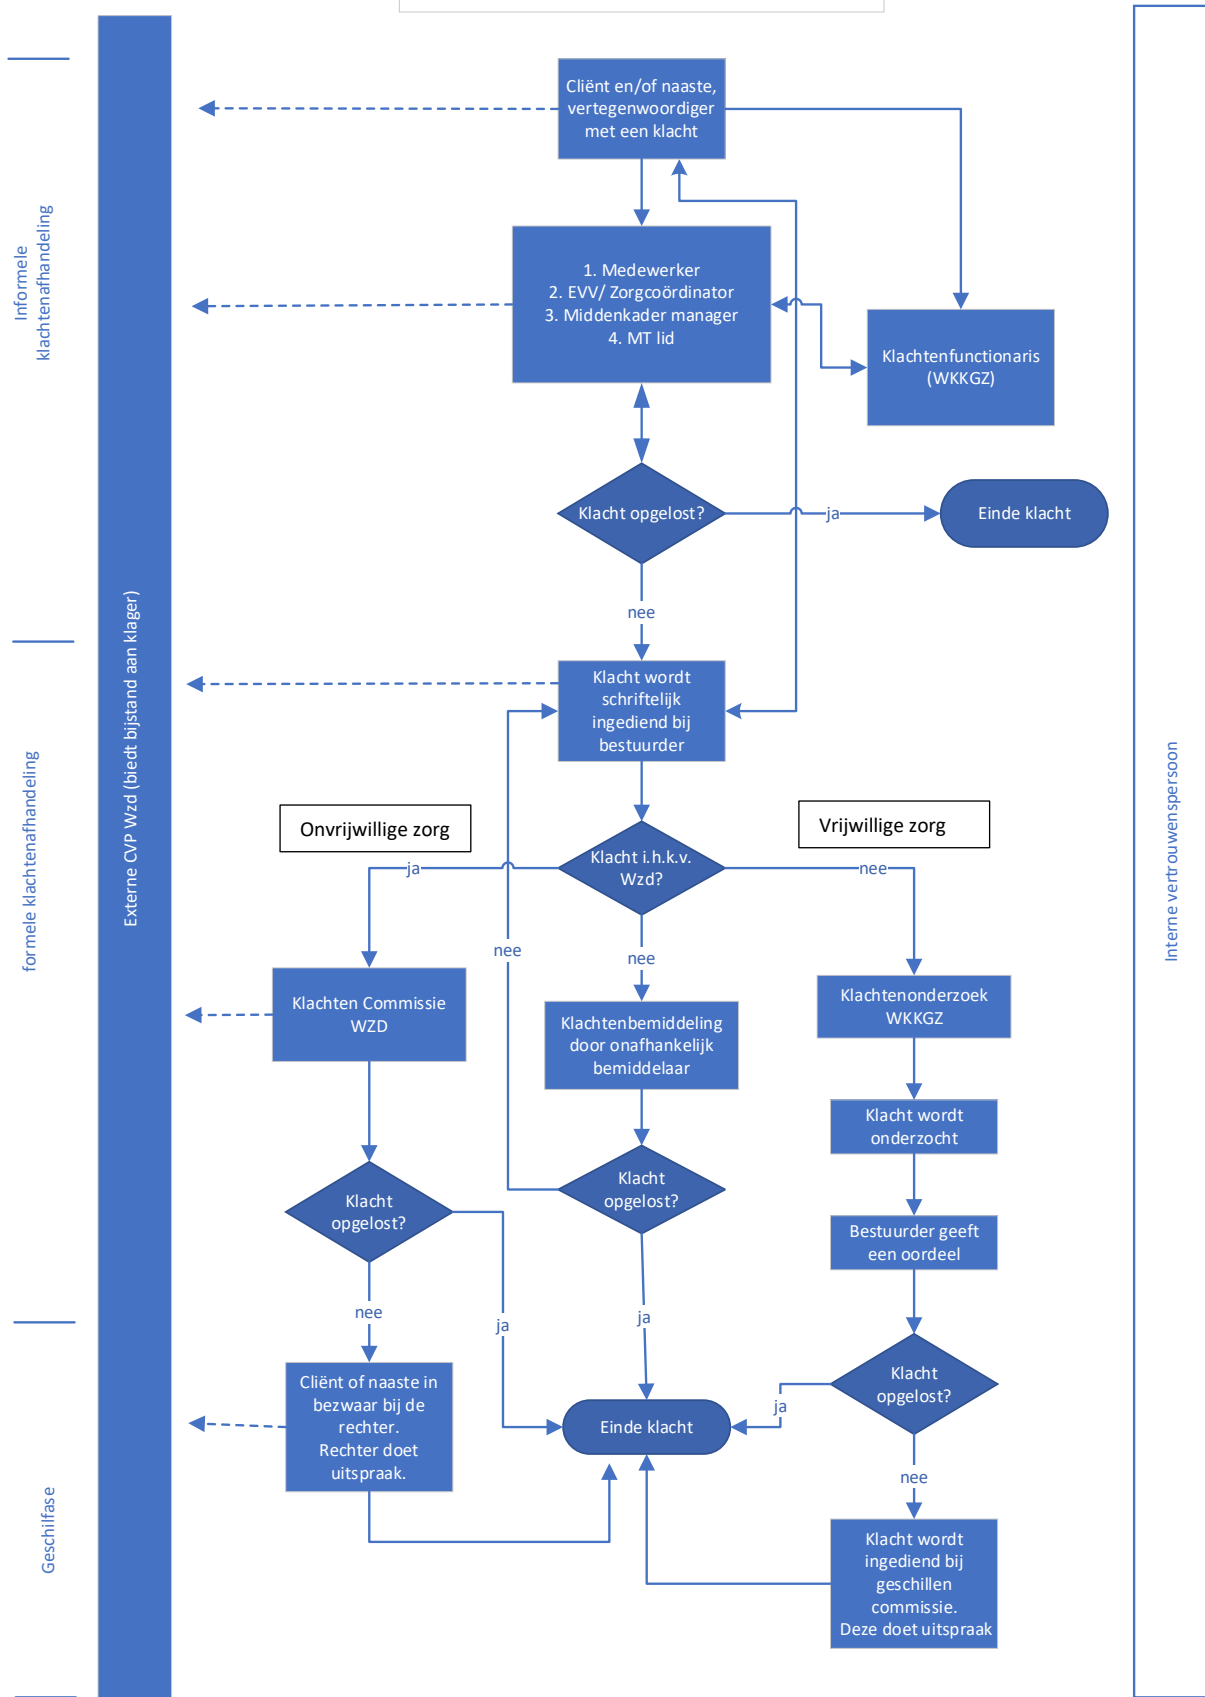 Cliënt en/of naaste,
vertegenwoordiger
met een klacht
Informele
klachtenafhandeling
1. Medewerker
2. EVV/ Zorgcoördinator
3. Middenkader manager
4. MT lid
Klachtenfunctionaris
(WKKGZ)
Klacht opgelost?
ja
Einde klacht
nee
Externe CVP Wzd (biedt bijstand aan klager)
Interne vertrouwenspersoon
formele klachtenafhandeling
Klacht wordt
schriftelijk
ingediend bij
bestuurder
Onvrijwillige zorg
Vrijwillige zorg
Klacht i.h.k.v.
Wzd?
ja
nee
nee
nee
Klachten Commissie
WZD
Klachtenbemiddeling
door onafhankelijk
bemiddelaar
Klachtenonderzoek
WKKGZ
Klacht wordt
onderzocht
Klacht
opgelost?
Klacht
opgelost?
Bestuurder geeft
een oordeel
nee
ja
ja
Klacht
opgelost?
ja
nee
Cliënt of naaste in
bezwaar bij de
rechter.
Rechter doet
uitspraak.
Einde klacht
Geschilfase
Klacht wordt
ingediend bij
geschillen
commissie.
Deze doet uitspraak